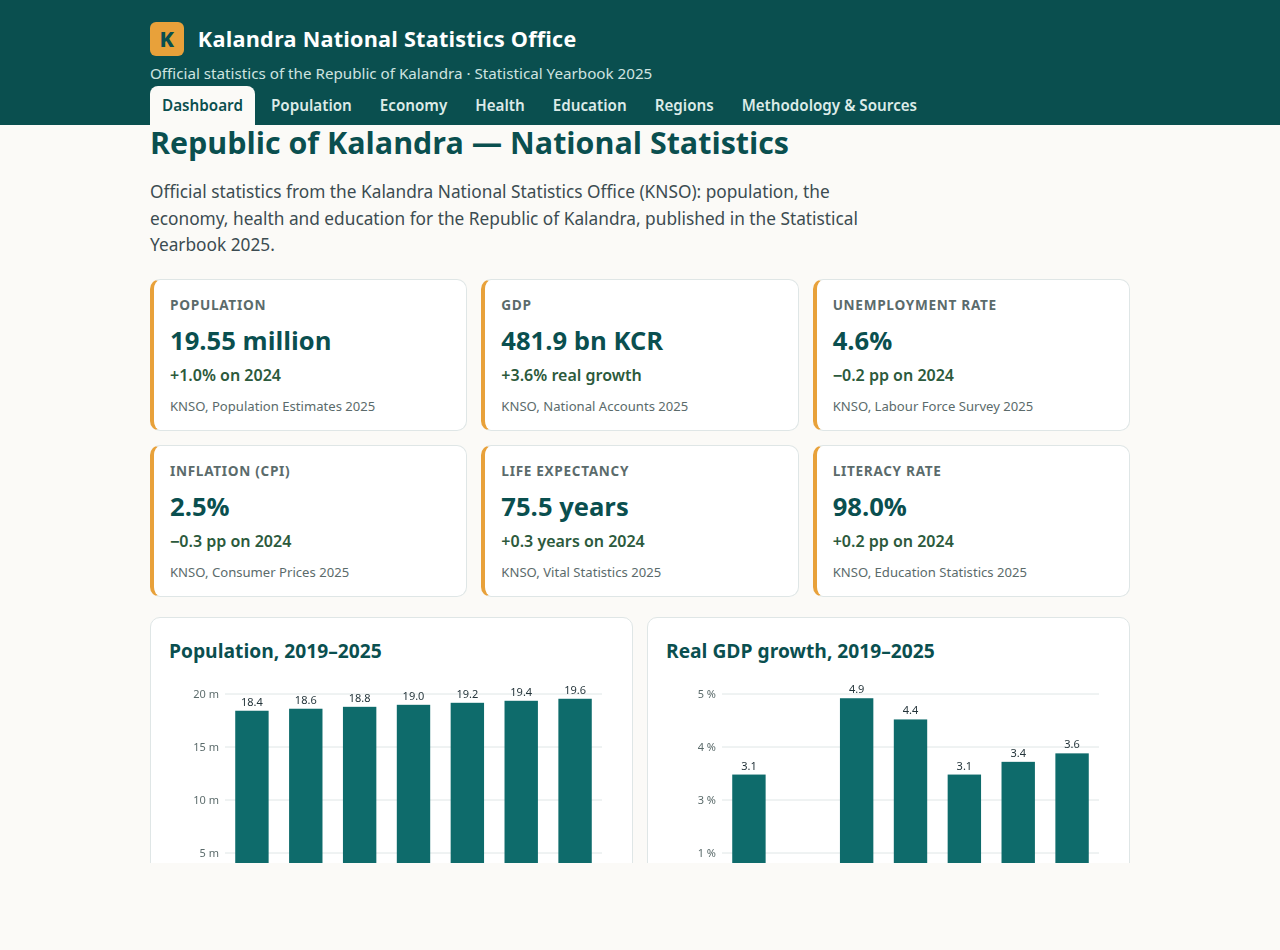 K Kalandra National Statistics Office
Official statistics of the Republic of Kalandra · Statistical Yearbook 2025
Dashboard Population Economy Health Education Regions Methodology & Sources
Republic of Kalandra — National Statistics
Official statistics from the Kalandra National Statistics Office (KNSO): population, the
economy, health and education for the Republic of Kalandra, published in the Statistical
Yearbook 2025.
POPULATION
19.55 million
+1.0% on 2024
KNSO, Population Estimates 2025
GDP
481.9 bn KCR
+3.6% real growth
KNSO, National Accounts 2025
UNEMPLOYMENT RATE
4.6%
−0.2 pp on 2024
KNSO, Labour Force Survey 2025
INFLATION (CPI)
2.5%
−0.3 pp on 2024
KNSO, Consumer Prices 2025
LIFE EXPECTANCY
75.5 years
+0.3 years on 2024
KNSO, Vital Statistics 2025
LITERACY RATE
98.0%
+0.2 pp on 2024
KNSO, Education Statistics 2025
Population, 2019–2025
20 m
15 m
10 m
5 m
18.4 18.6 18.8 19.0 19.2 19.4 19.6
Real GDP growth, 2019–2025
5 %
4 %
3 %
1 %
3.1 4.9 4.4 3.1 3.4 3.6